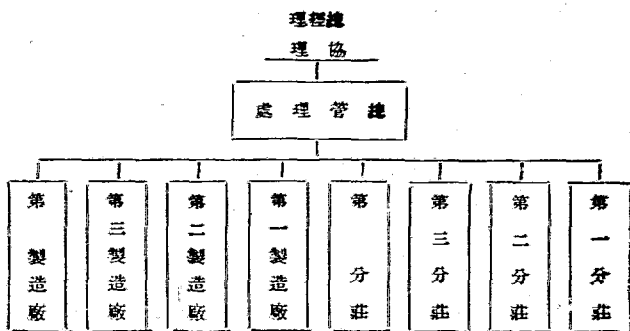 總經理
協理
總管理處
第一分莊
第二分莊
第三分莊
第 分莊
第一製造廠
第二製造廠
第三製造廠
第 製造廠